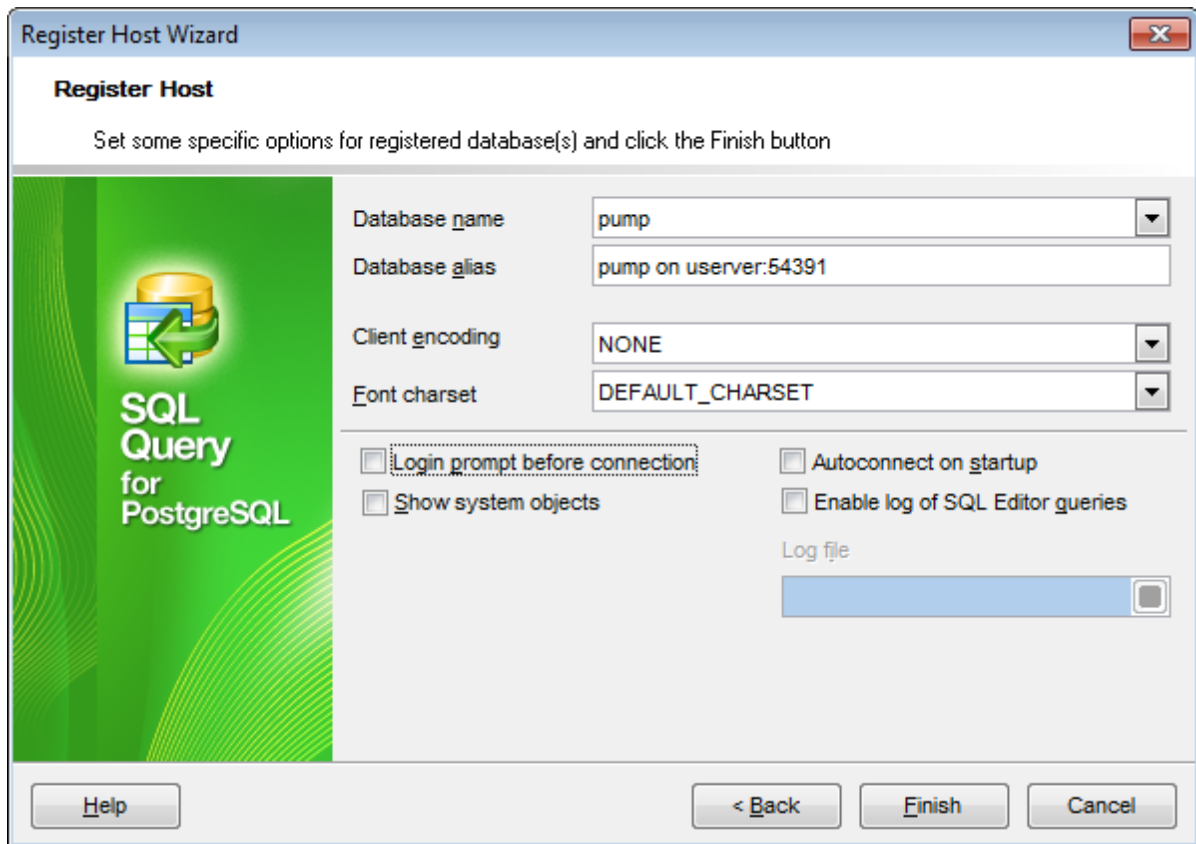 Register Host Wizard
Register Host
Set some specific options for registered database(s) and click the Finish button
SQL
Query
for
PostgreSQL
Database name
pump
Database alias
pump on userver:54391
Client encoding
NONE
Font charset
DEFAULT_CHARSET
Login prompt before connection
Autoconnect on startup
Show system objects
Enable log of SQL Editor queries
Log file
Help
< Back
Finish
Cancel